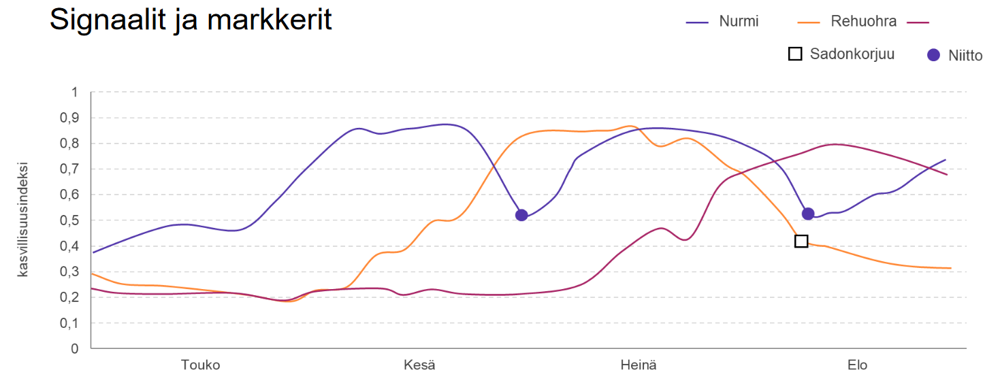 Signaalit ja markkerit
Nurmi Rehuohra
Sadonkorjuu Niitto
kasvillisuusindeksi
1
0,9
0,8
0,7
0,6
0,5
0,4
0,3
0,2
0,1
0
Touko Kesä Heinä Elo